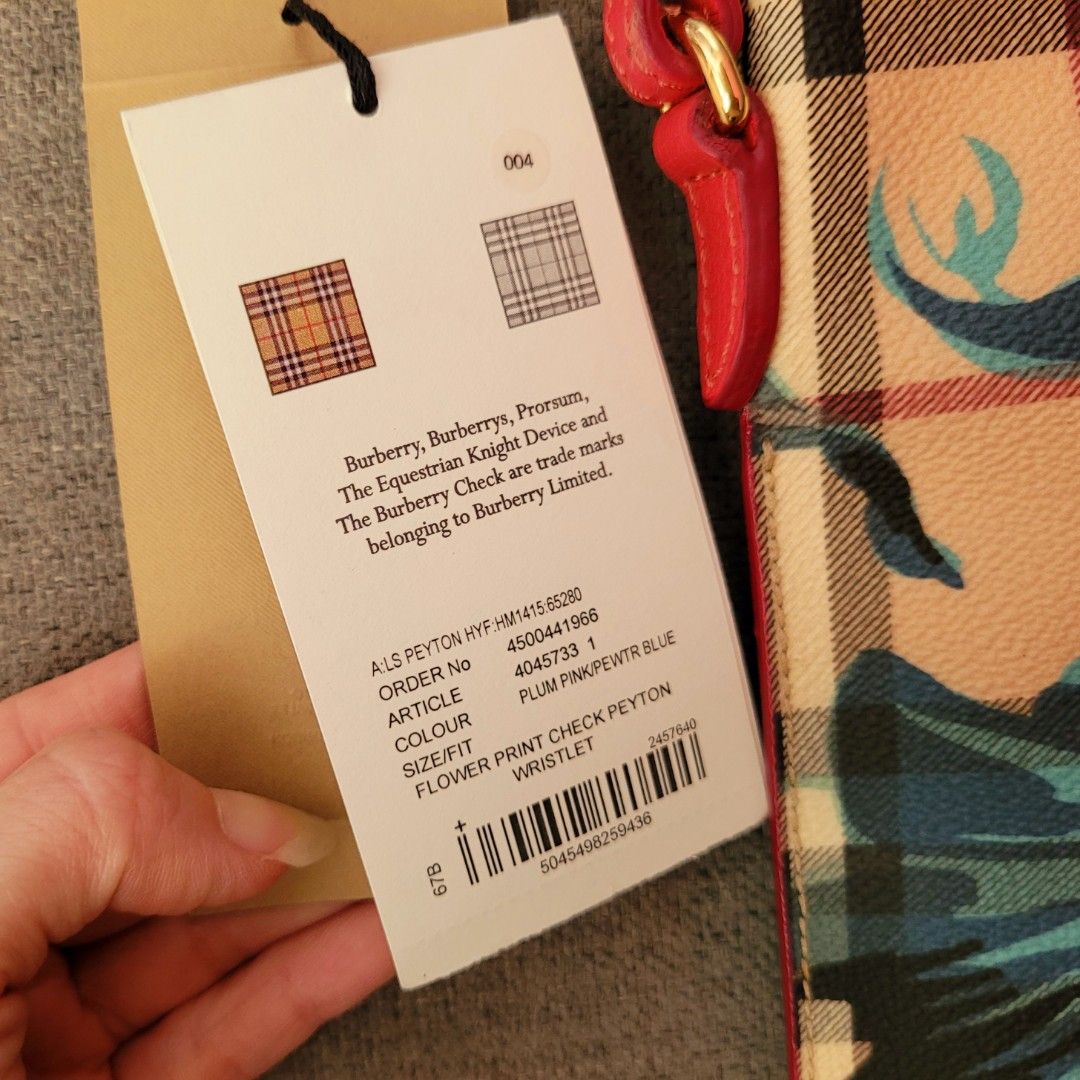 004
Burberry, Burberrys, Prorsum,
The Equestrian Knight Device and
The Burberry Check are trade marks
belonging to Burberry Limited.
A:LS PEYTON HYF:HM1415:65280
ORDER No 4500441966
ARTICLE 4045733 1
COLOUR PLUM PINK/PEWTR BLUE
SIZE/FIT
FLOWER PRINT CHECK PEYTON
WRISTLET
2457640
67B
5045498259436